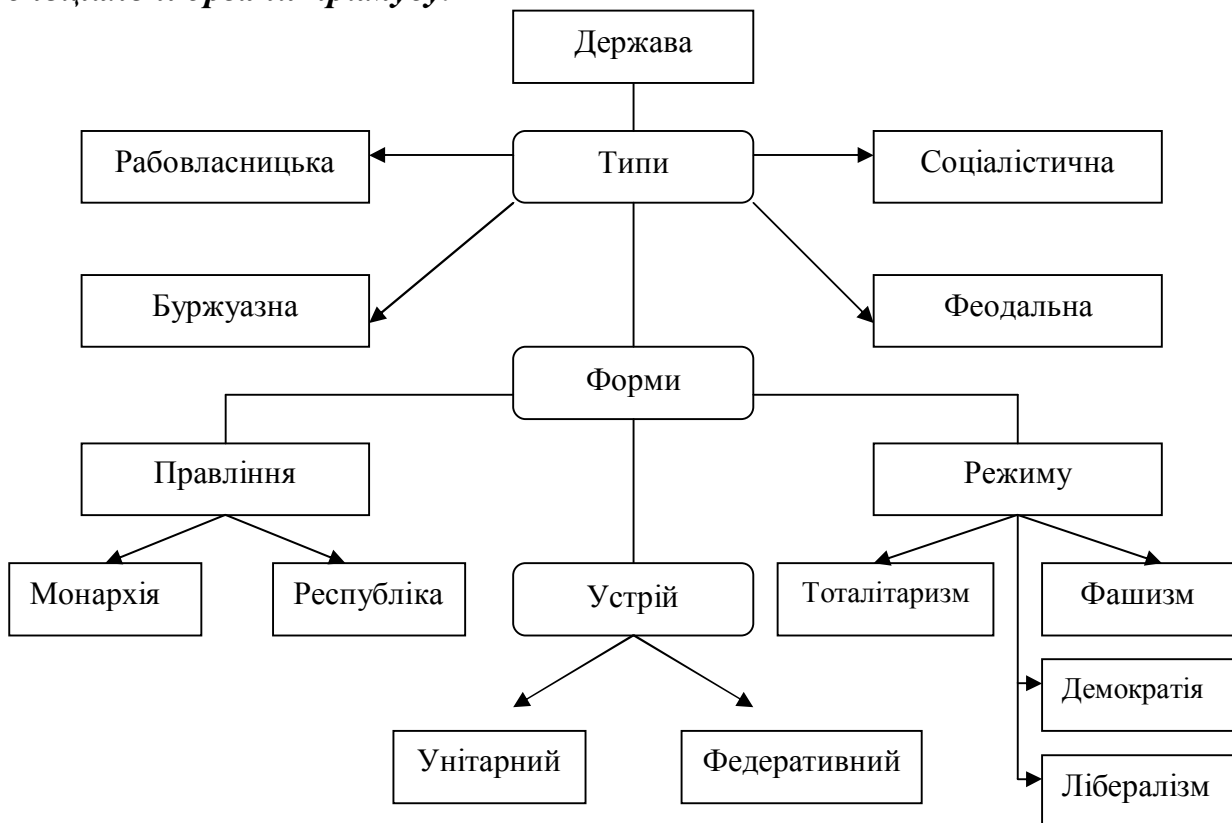 Держава
Рабовласницька
Типи
Соціалістична
Буржуазна
Феодальна
Форми
Правління
Режиму
Монархія
Республіка
Устрій
Тоталітаризм
Фашизм
Демократія
Унітарний
Федеративний
Лібералізм